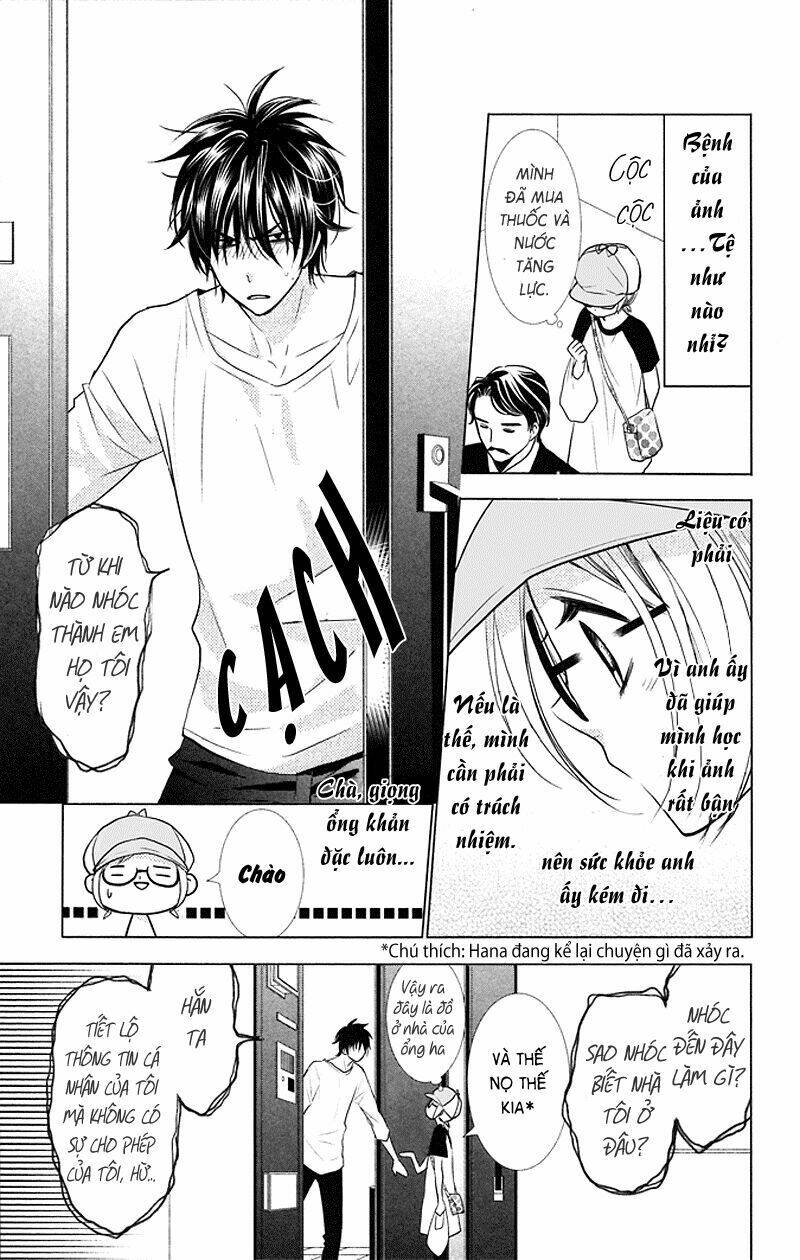 Bệnh
của
ảnh
...Tệ
như
nào
nhỉ?
CỘC
CỘC
MÌNH
ĐÃ MUA
THUỐC VÀ
NƯỚC
TĂNG
LỰC.
Liệu có
phải
Vì anh ấy
đã giúp
mình học
khi ảnh
rất bận
nên sức khỏe anh
ấy kém đi...
Nếu là
thế, mình
cần phải
có trách
nhiệm.
CẠCH
TỪ KHI
NÀO NHÓC
THÀNH EM
HỌ TÔI
VẬY?
Chà, giọng
ổng khản
đặc luôn...
Chào
*Chú thích: Hana đang kể lại chuyện gì đã xảy ra.
NHÓC
ĐẾN ĐÂY
LÀM GÌ?
SAO NHÓC
BIẾT NHÀ
TÔI Ở
ĐÂU?
VÀ THẾ
NỌ THẾ
KIA*
Vậy ra
đây là đồ
ở nhà của
ổng ha
HẮN
TA
TIẾT LỘ
THÔNG TIN CÁ
NHÂN CỦA TÔI
MÀ KHÔNG CÓ
SỰ CHO PHÉP
CỦA TÔI, HỪ...